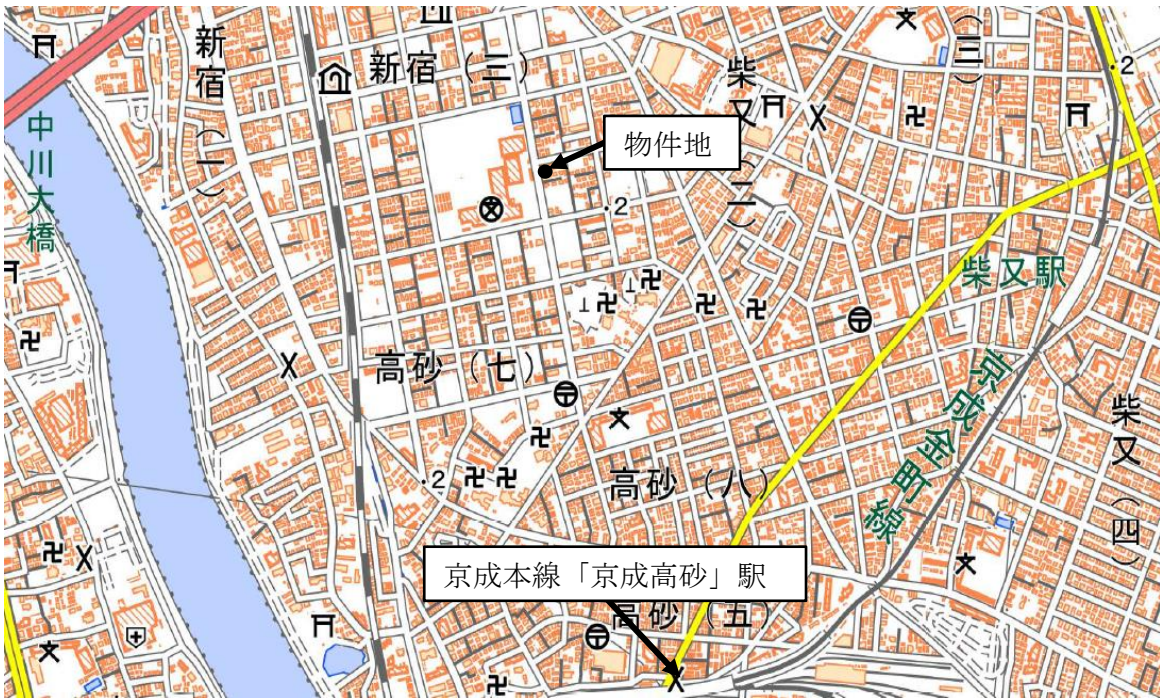 新宿（一）
新宿（三）
柴又（二）
（三）
・2
中川大橋
物件地
・2
柴又駅
高砂（七）
京成金町線
柴又（四）
・2
高砂（八）
京成本線「京成高砂」駅
高砂（五）